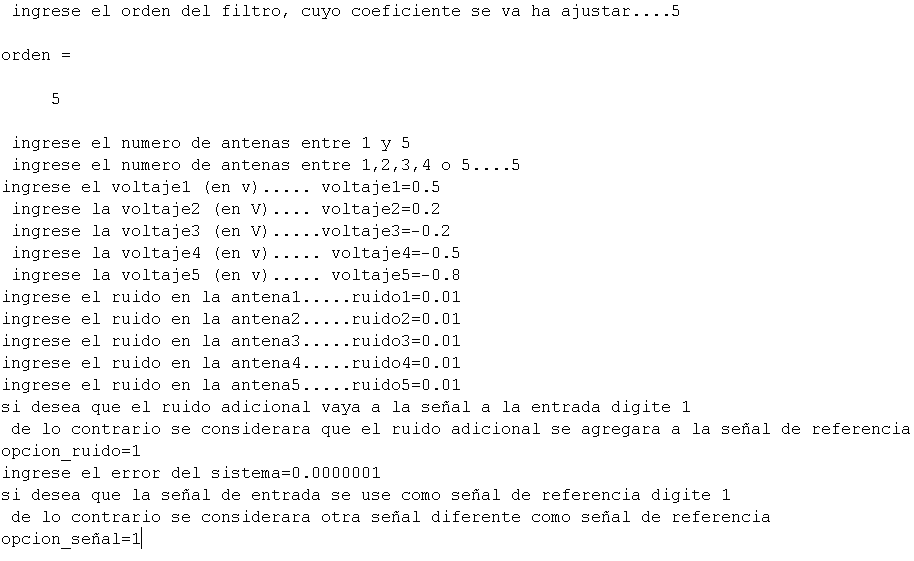 ingrese el orden del filtro, cuyo coeficiente se va ha ajustar....5
orden =
5
ingrese el numero de antenas entre 1 y 5
ingrese el numero de antenas entre 1,2,3,4 o 5....5
ingrese el voltaje1 (en v)..... voltaje1=0.5
ingrese la voltaje2 (en V).... voltaje2=0.2
ingrese la voltaje3 (en V).....voltaje3=-0.2
ingrese la voltaje4 (en v)..... voltaje4=-0.5
ingrese la voltaje5 (en v)..... voltaje5=-0.8
ingrese el ruido en la antena1.....ruido1=0.01
ingrese el ruido en la antena2.....ruido2=0.01
ingrese el ruido en la antena3.....ruido3=0.01
ingrese el ruido en la antena4.....ruido4=0.01
ingrese el ruido en la antena5.....ruido5=0.01
si desea que el ruido adicional vaya a la señal a la entrada digite 1
de lo contrario se considerara que el ruido adicional se agregara a la señal de referencia
opcion_ruido=1
ingrese el error del sistema=0.0000001
si desea que la señal de entrada se use como señal de referencia digite 1
de lo contrario se considerara otra señal diferente como señal de referencia
opcion_señal=1